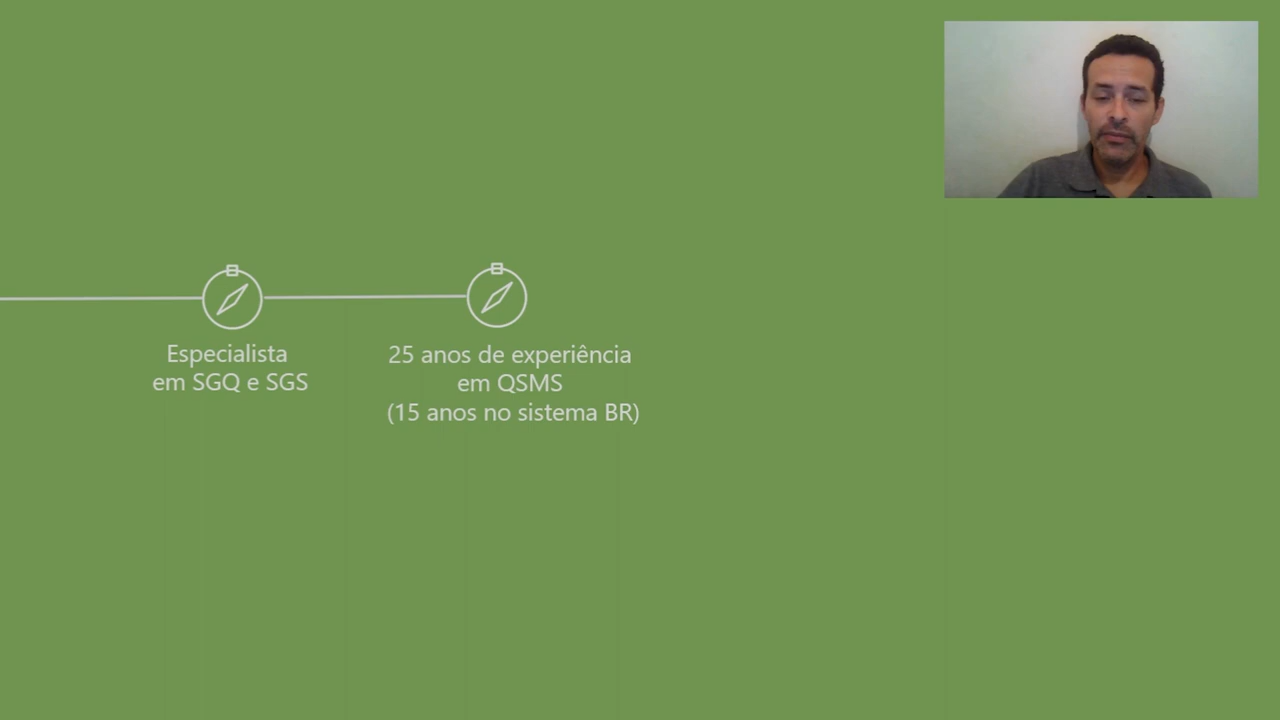 Especialista
em SGQ e SGS
25 anos de experiência
em QSMS
(15 anos no sistema BR)